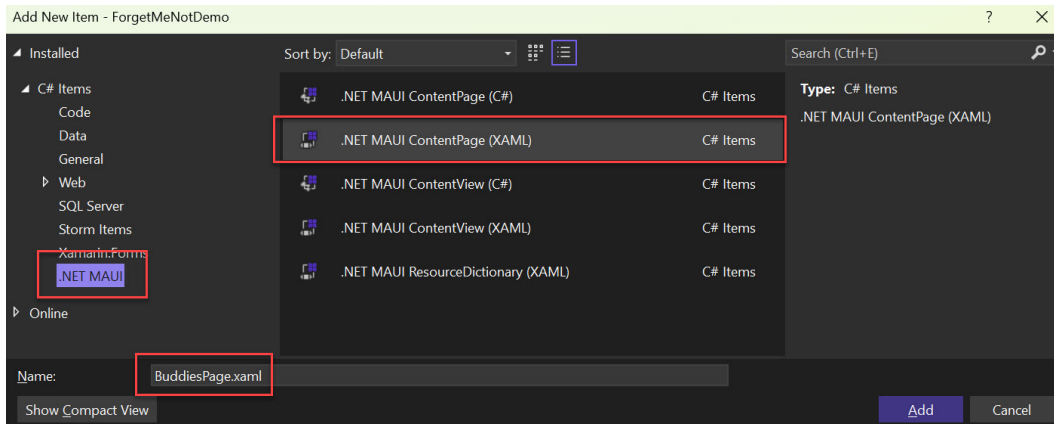 Add New Item - ForgetMeNotDemo ? ×
Installed
C# Items
Code
Data
General
Web
SQL Server
Storm Items
Xamarin.Forms
.NET MAUI
Online
Sort by: Default
.NET MAUI ContentPage (C#) C# Items
.NET MAUI ContentPage (XAML) C# Items
.NET MAUI ContentView (C#) C# Items
.NET MAUI ContentView (XAML) C# Items
.NET MAUI ResourceDictionary (XAML) C# Items
Search (Ctrl+E)
Type: C# Items
.NET MAUI ContentPage (XAML)
Name: BuddiesPage.xaml
Show Compact View Add Cancel